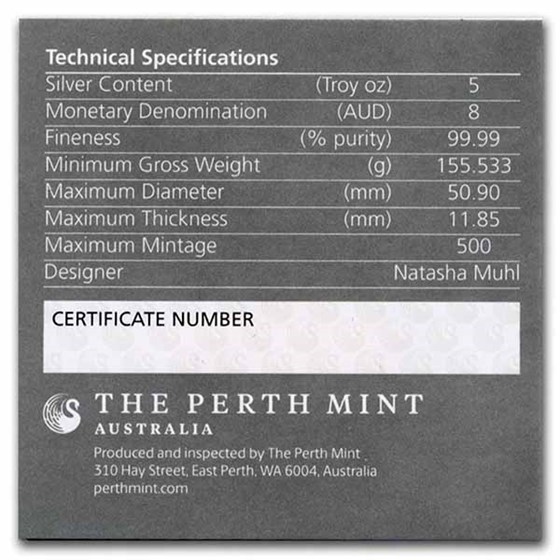 Technical Specifications
Silver Content (Troy oz) 5
Monetary Denomination (AUD) 8
Fineness (% purity) 99.99
Minimum Gross Weight (g) 155.533
Maximum Diameter (mm) 50.90
Maximum Thickness (mm) 11.85
Maximum Mintage 500
Designer Natasha Muhl
CERTIFICATE NUMBER
THE PERTH MINT
AUSTRALIA
Produced and inspected by The Perth Mint
310 Hay Street, East Perth, WA 6004, Australia
perthmint.com